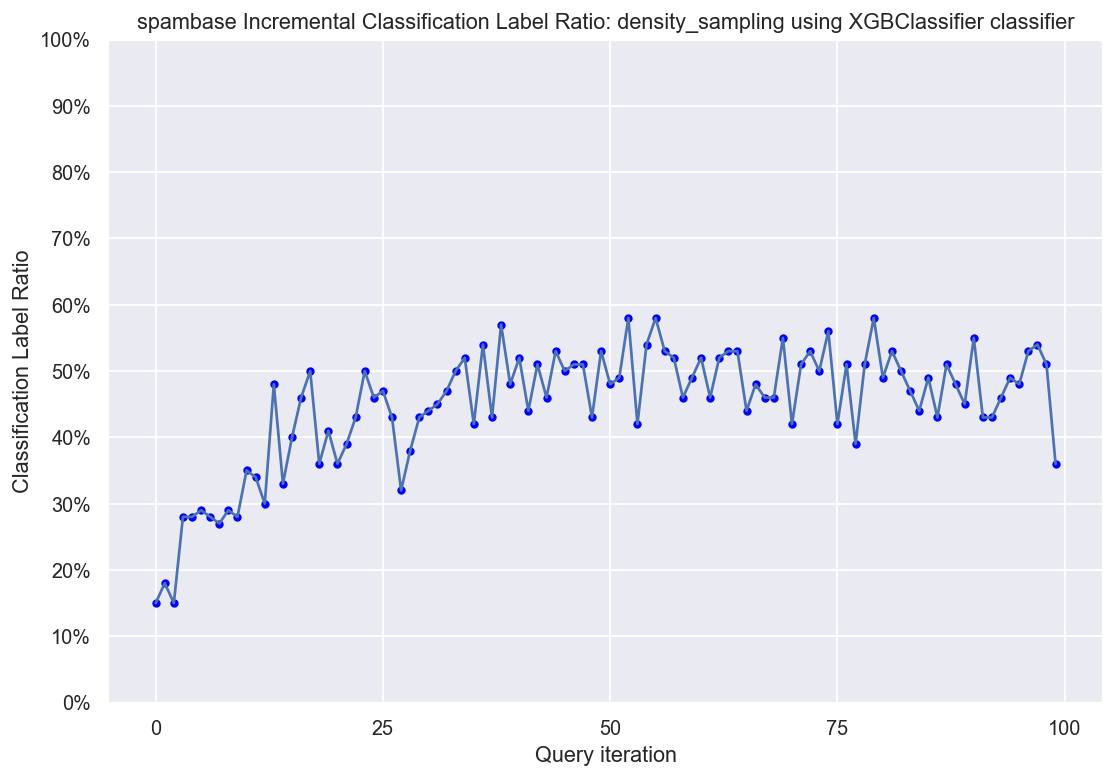 spambase Incremental Classification Label Ratio: density_sampling using XGBClassifier classifier
100%
90%
80%
70%
60%
50%
40%
30%
20%
10%
0%
Classification Label Ratio
0 25 50 75 100
Query iteration